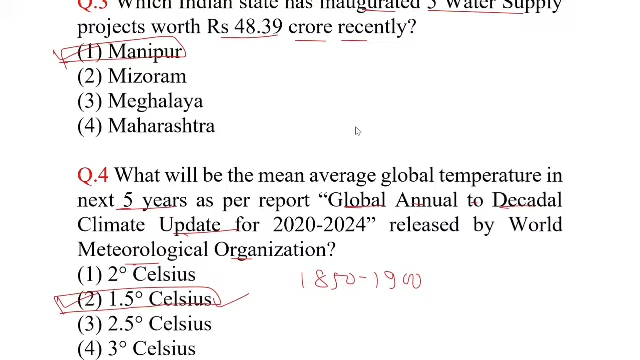 Q.3 Which Indian state has inaugurated 3 Water Supply
projects worth Rs 48.39 crore recently?
(1) Manipur
(2) Mizoram
(3) Meghalaya
(4) Maharashtra
Q.4 What will be the mean average global temperature in
next 5 years as per report “Global Annual to Decadal
Climate Update for 2020-2024” released by World
Meteorological Organization?
(1) 2° Celsius
1850-1900
(2) 1.5° Celsius
(3) 2.5° Celsius
(4) 3° Celsius